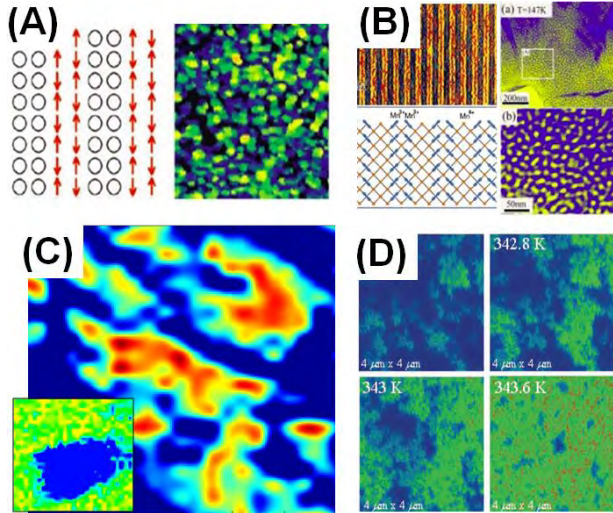 (A)
(B)
(a) T=147K
200nm
(b)
50nm
(C)
(D)
342.8 K
4 μm x 4 μm
4 μm x 4 μm
343 K
343.6 K
4 μm x 4 μm
4 μm x 4 μm